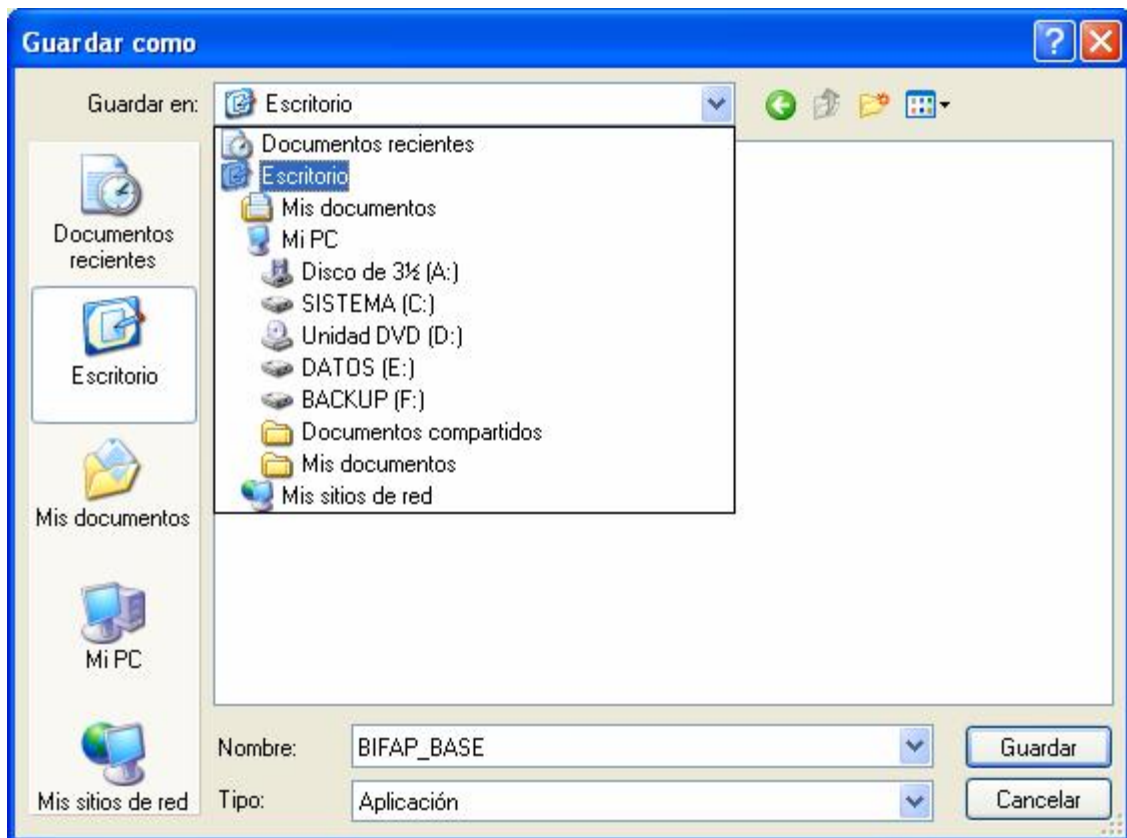 Guardar como
Guardar en:
Escritorio
Documentos recientes
Escritorio
Mis documentos
Mi PC
Disco de 3½ (A:)
SISTEMA (C:)
Unidad DVD (D:)
DATOS (E:)
BACKUP (F:)
Documentos compartidos
Mis documentos
Mis sitios de red
Documentos
recientes
Escritorio
Mis documentos
Mi PC
Mis sitios de red
Nombre:
BIFAP_BASE
Guardar
Tipo:
Aplicación
Cancelar